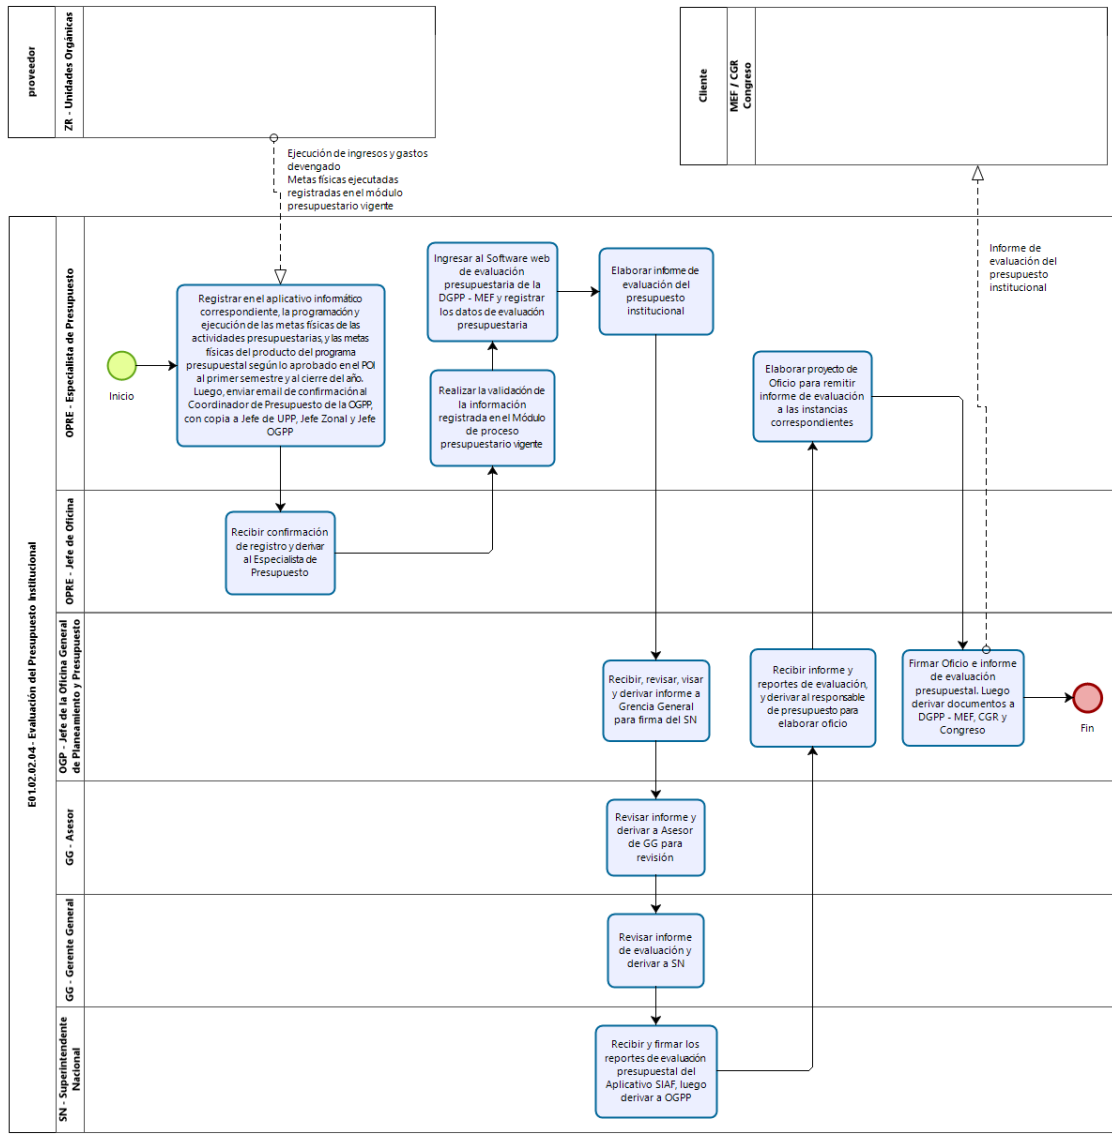 proveedor
ZR - Unidades Orgánicas
Cliente
MEF / CGR
Congreso
Ejecución de ingresos y gastos
devengado
Metas físicas ejecutadas
registradas en el módulo
presupuestario vigente
Informe de
evaluación del
presupuesto
institucional
E01.02.02.04 - Evaluación del Presupuesto Institucional
OPRE - Especialista de Presupuesto
Inicio
Registrar en el aplicativo informático
correspondiente, la programación y
ejecución de las metas físicas de las
actividades presupuestarias, y las metas
físicas del producto del programa
presupuestal según lo aprobado en el POI
al primer semestre y al cierre del año.
Luego, enviar email de confirmación al
Coordinador de Presupuesto de la OGPP,
con copia a Jefe de UPP, Jefe Zonal y Jefe
OGPP
Ingresar al Software web
de evaluación
presupuestaria de la
DGPP - MEF y registrar
los datos de evaluación
presupuestaria
Elaborar informe de
evaluación del
presupuesto
institucional
Realizar la validación de
la información
registrada en el Módulo
de proceso
presupuestario vigente
Elaborar proyecto de
Oficio para remitir
informe de evaluación
a las instancias
correspondientes
OPRE - Jefe de Oficina
Recibir confirmación
de registro y derivar
al Especialista de
Presupuesto
OGP - Jefe de la Oficina General
de Planeamiento y Presupuesto
Recibir, revisar, visar
y derivar informe a
Grencia General
para firma del SN
Recibir informe y
reportes de evaluación,
y derivar al responsable
de presupuesto para
elaborar oficio
Firmar Oficio e informe
de evaluación
presupuestal. Luego
derivar documentos a
DGPP - MEF, CGR y
Congreso
Fin
GG - Asesor
Revisar informe y
derivar a Asesor
de GG para
revisión
GG - Gerente General
Revisar informe
de evaluación y
derivar a SN
SN - Superintendente
Nacional
Recibir y firmar los
reportes de evaluación
presupuestal del
Aplicativo SIAF, luego
derivar a OGPP